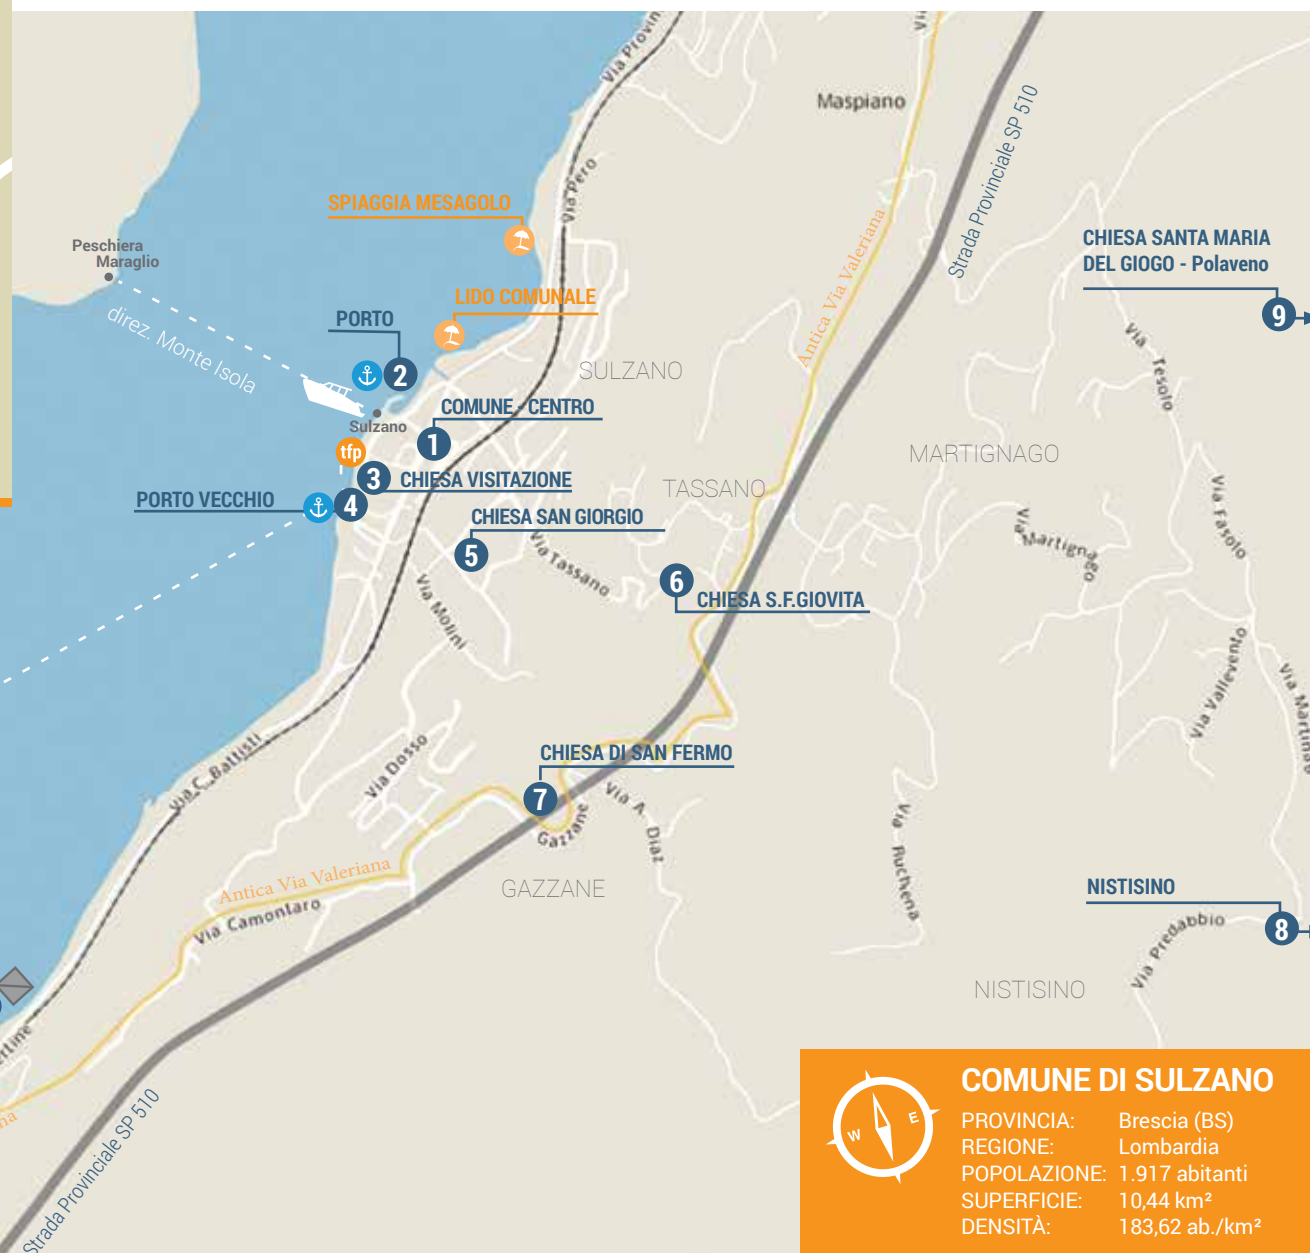 Via Provin
Maspiano
Strada Provinciale SP 510
Via Pero
SPIAGGIA MESAGOLO
Peschiera
Maraglio
direz. Monte Isola
LIDO COMUNALE
PORTO
2
Antica Via Valeriana
CHIESA SANTA MARIA
DEL GIOGO - Polaveno
9
Via - Tesolo
SULZANO
COMUNE - CENTRO
1
Sulzano
tfp
3
CHIESA VISITAZIONE
PORTO VECCHIO
4
CHIESA SAN GIORGIO
5
TASSANO
MARTIGNAGO
Via Martignago
Via Fasolo
Via Tassano
6
CHIESA S.F.GIOVITA
Via Molini
Via Vallevento
Via Martinag
Via C. Battisti
Via Dosso
CHIESA DI SAN FERMO
7
Gazzane
Via A. Diaz
GAZZANE
Via - Ruchena
Antica Via Valeriana
Via Camontaro
NISTISINO
8
Via Predabbio
NISTISINO
ertine
na
Strada Provinciale SP 510
W
E
COMUNE DI SULZANO
PROVINCIA: Brescia (BS)
REGIONE: Lombardia
POPOLAZIONE: 1.917 abitanti
SUPERFICIE: 10,44 km²
DENSITÀ: 183,62 ab./km²